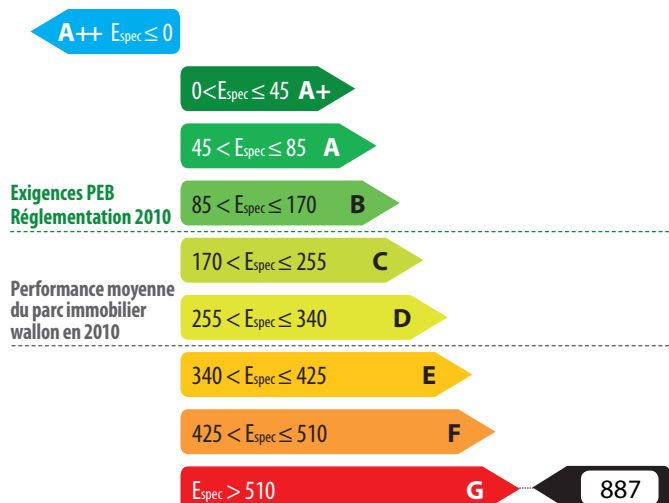 A++ Espec ≤ 0
0<Espec ≤ 45 A+
45 < Espec ≤ 85 A
Exigences PEB
Réglementation 2010
85 < Espec ≤ 170 B
170 < Espec ≤ 255 C
Performance moyenne
du parc immobilier
wallon en 2010
255 < Espec ≤ 340 D
340 < Espec ≤ 425 E
425 < Espec ≤ 510 F
Espec > 510 G 887